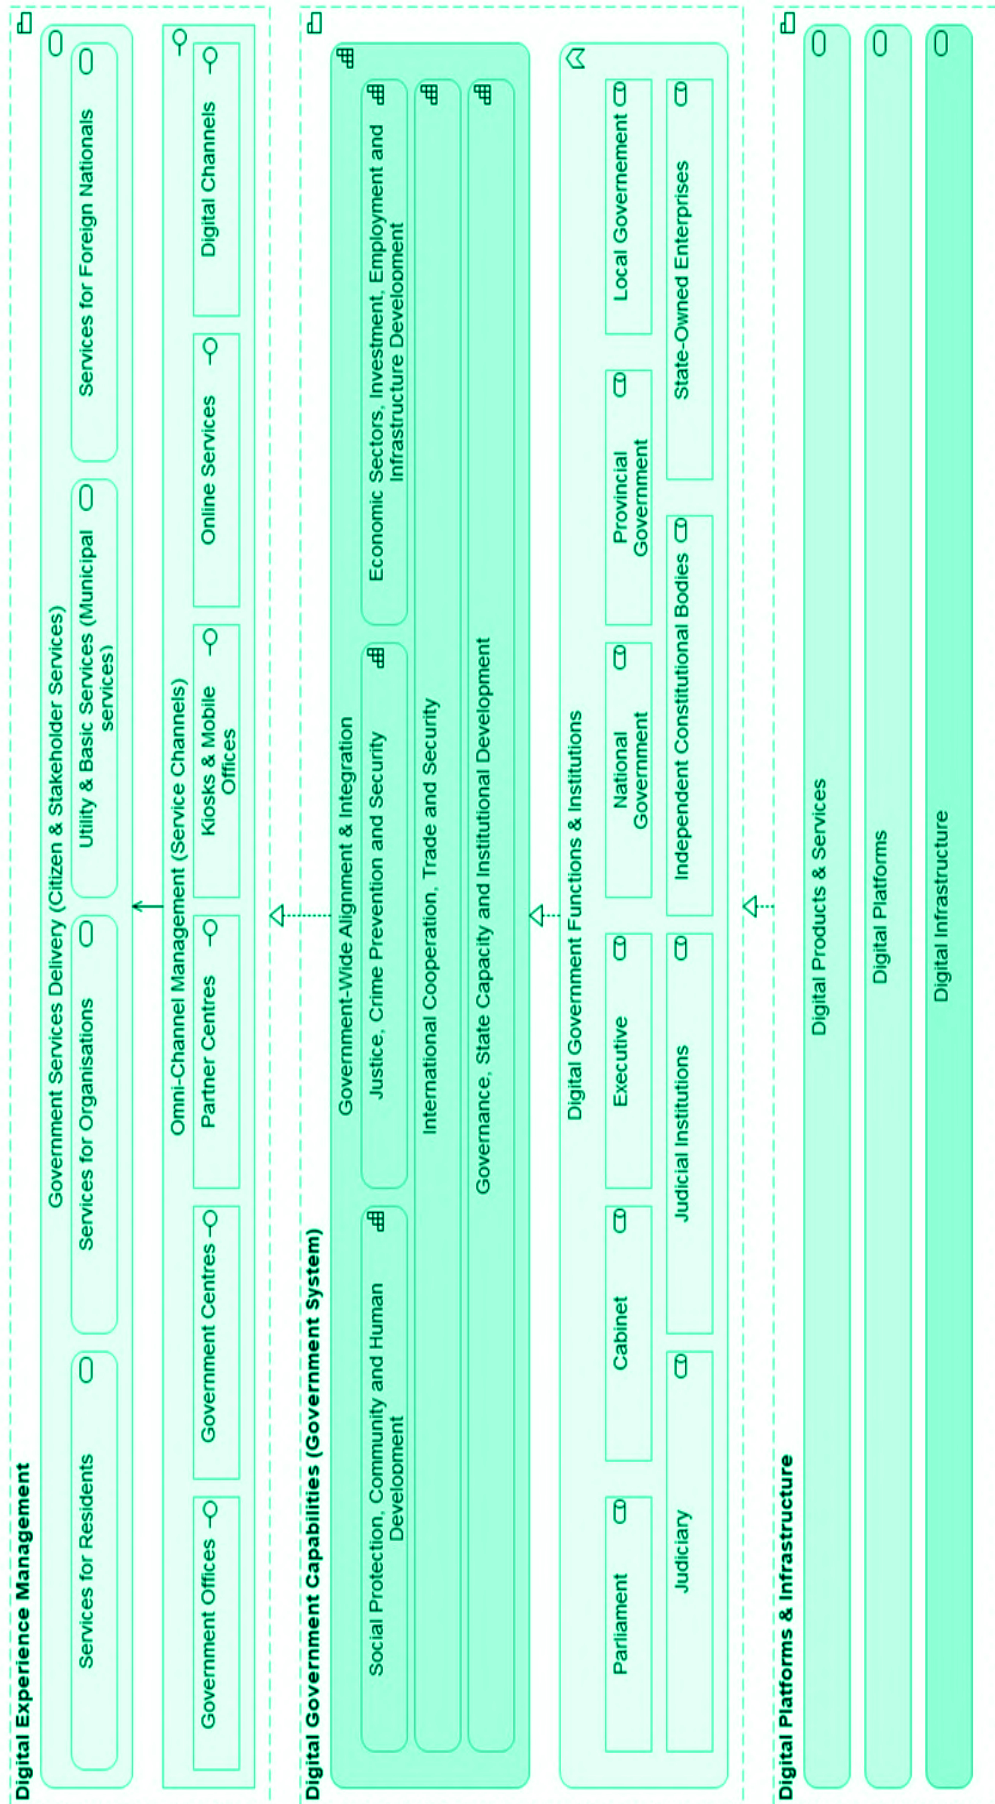 Digital Experience Management
Government Services Delivery (Citizen & Stakeholder Services)
Services for Residents
Services for Organisations
Utility & Basic Services (Municipal
services)
Services for Foreign Nationals
Omni-Channel Management (Service Channels)
Government Offices
Government Centres
Partner Centres
Kiosks & Mobile
Offices
Online Services
Digital Channels
Digital Government Capabilities (Government System)
Government-Wide Alignment & Integration
Social Protection, Community and Human
Development
Justice, Crime Prevention and Security
Economic Sectors, Investment, Employment and
Infrastructure Development
International Cooperation, Trade and Security
Governance, State Capacity and Institutional Development
Digital Government Functions & Institutions
Parliament
Cabinet
Executive
National
Government
Provincial
Government
Local Governement
Judiciary
Judicial Institutions
Independent Constitutional Bodies
State-Owned Enterprises
Digital Platforms & Infrastructure
Digital Products & Services
Digital Platforms
Digital Infrastructure